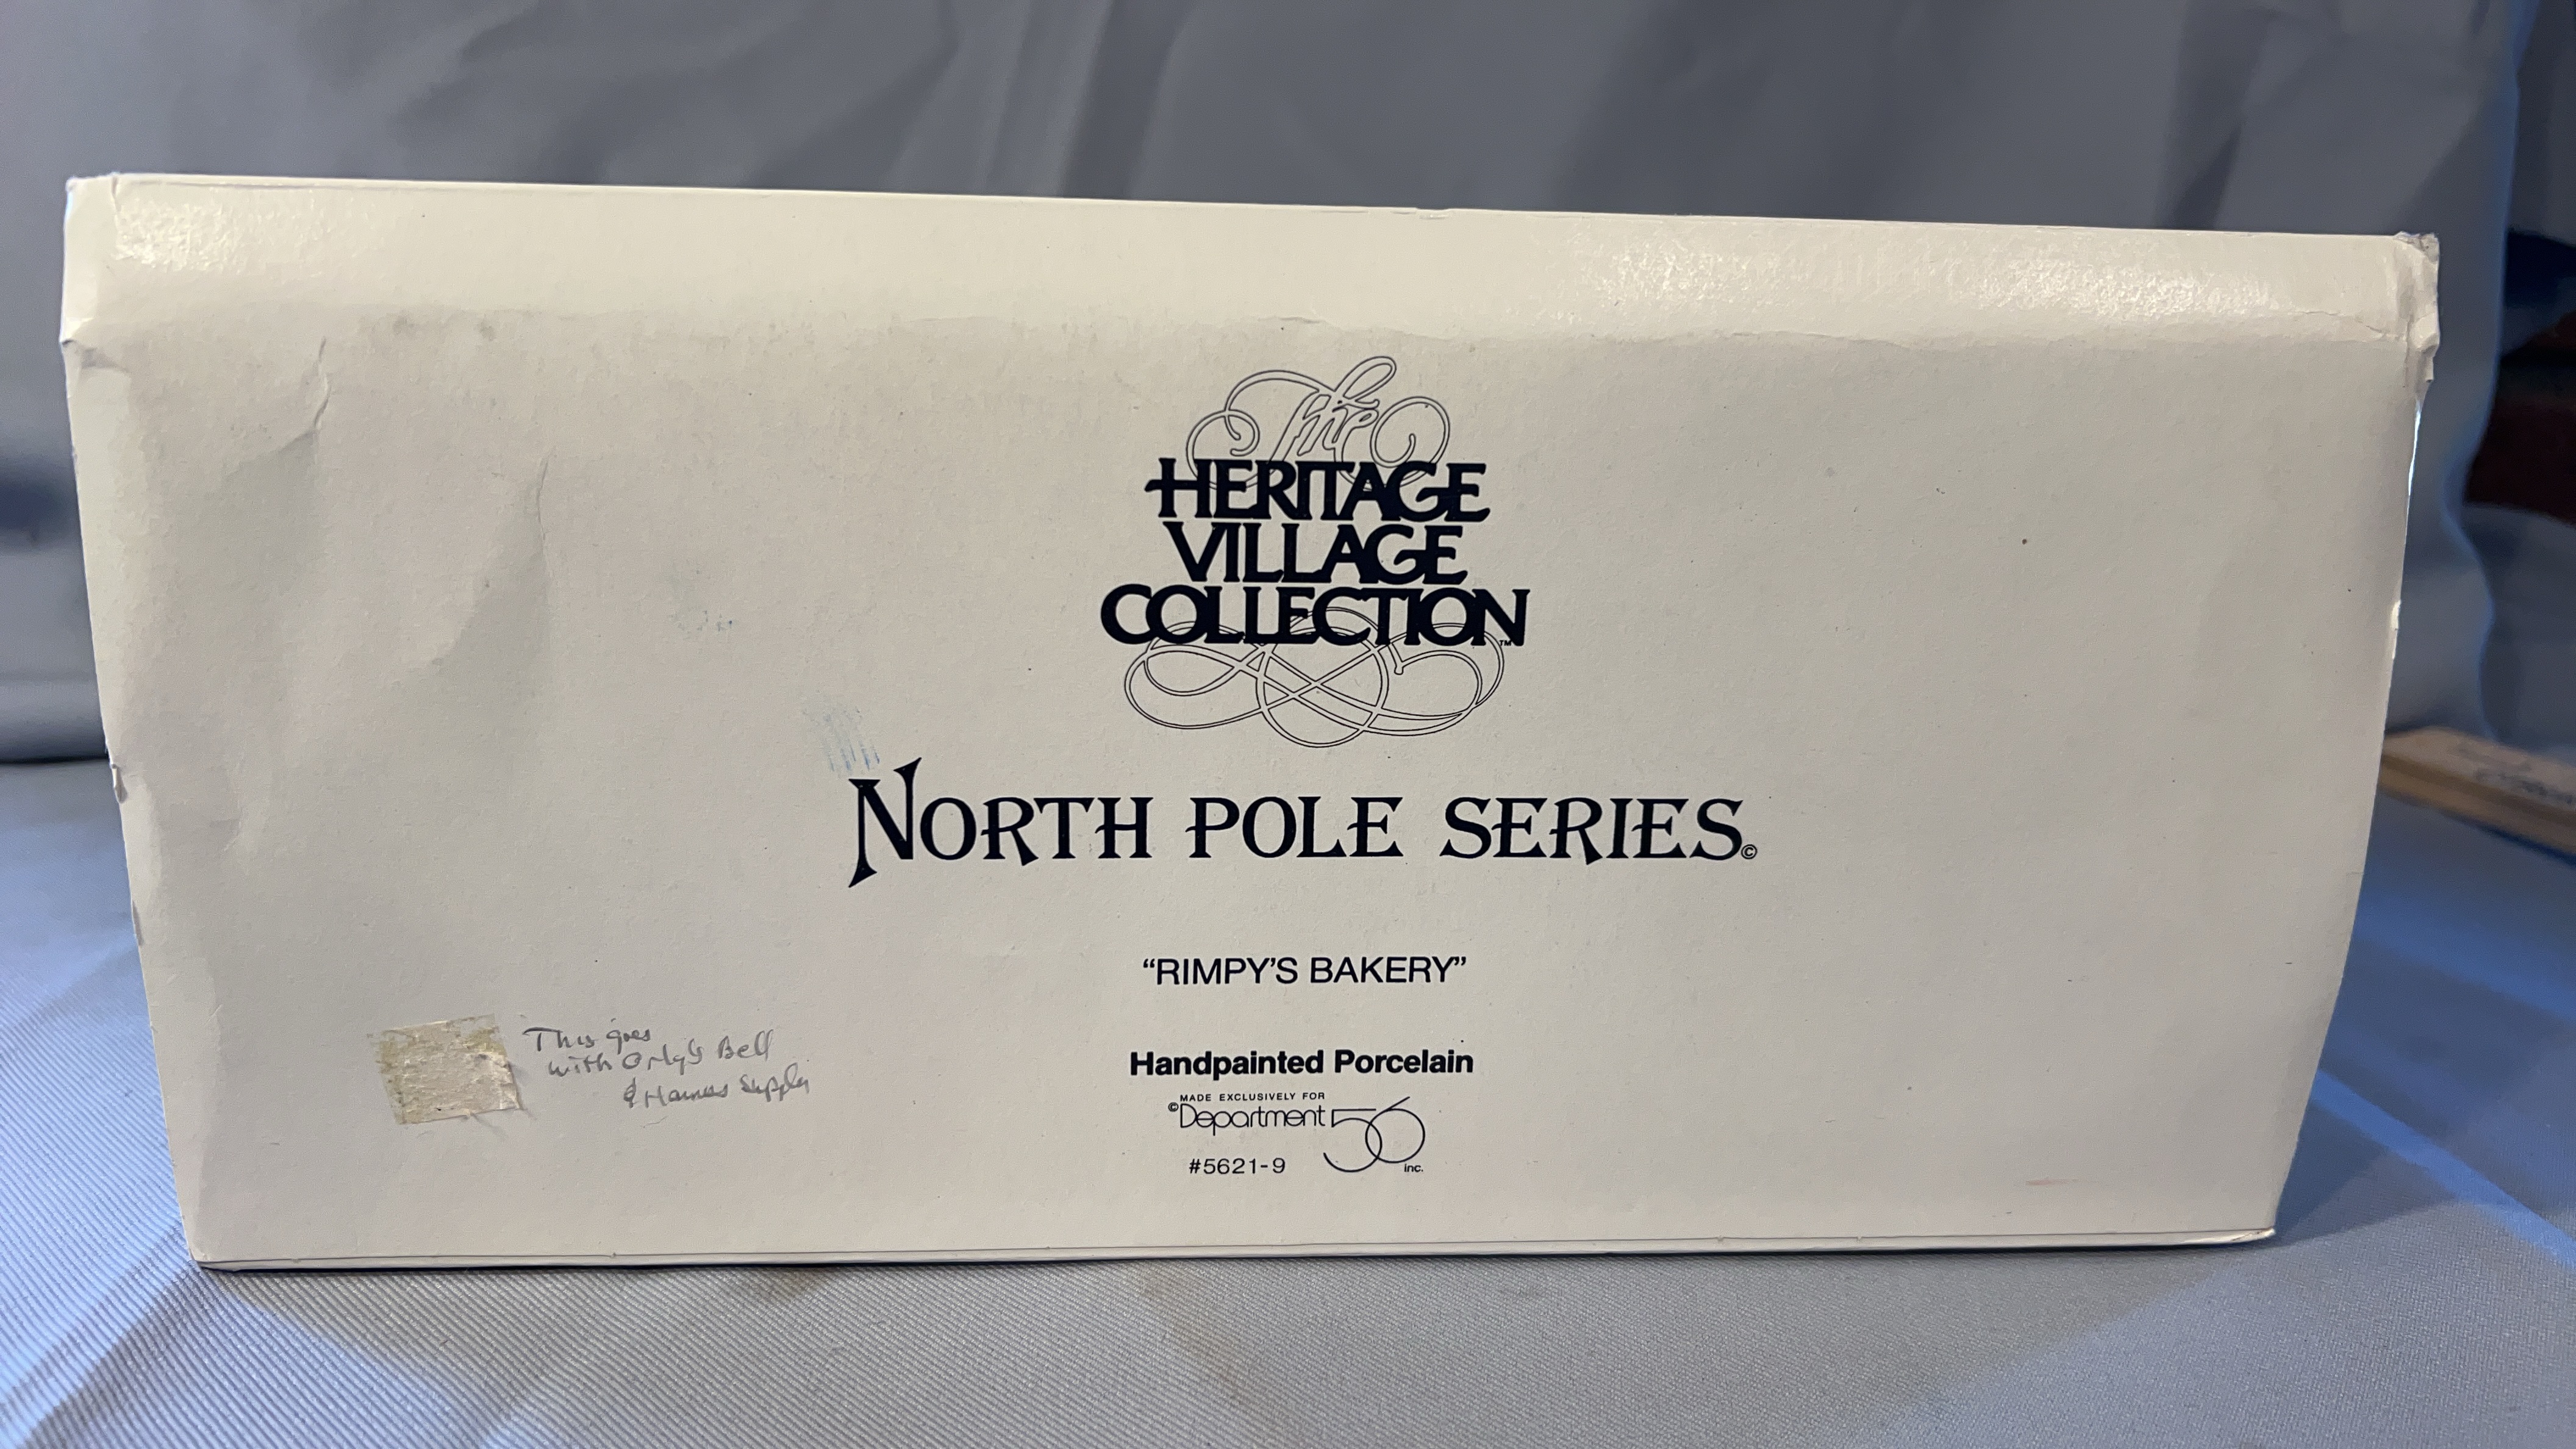 The
HERITAGE
VILLAGE
COLLECTION™
NORTH POLE SERIES©
“RIMPY’S BAKERY”
Handpainted Porcelain
MADE EXCLUSIVELY FOR
©Department 56 inc.
#5621-9
This goes
with Orly's Bell
& Harness Supply